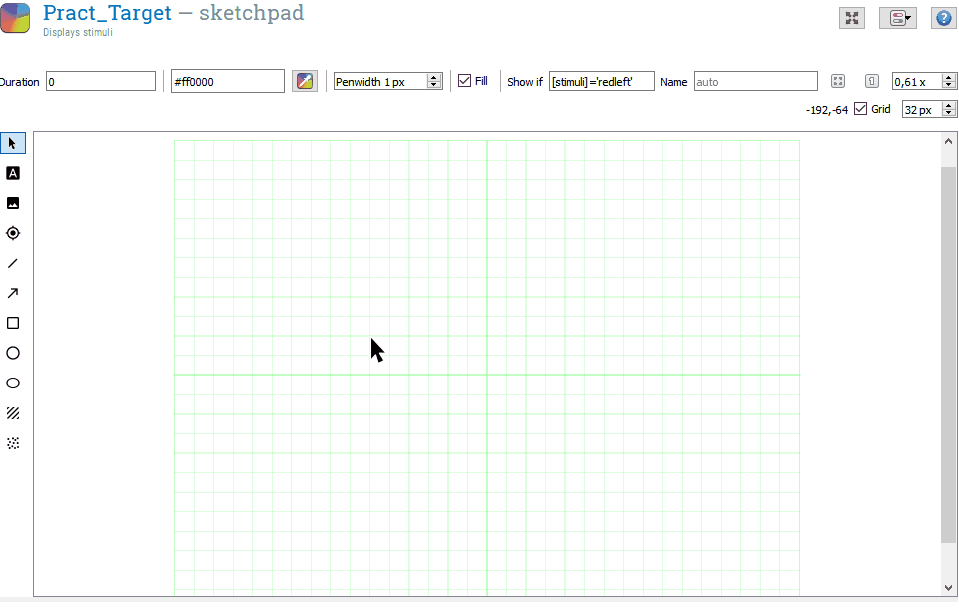 Pract_Target – sketchpad
Displays stimuli
Duration 0 #ff0000 Penwidth 1 px Fill Show if [stimuli]='redleft' Name auto 0,61 x
-192,-64 Grid 32 px
A